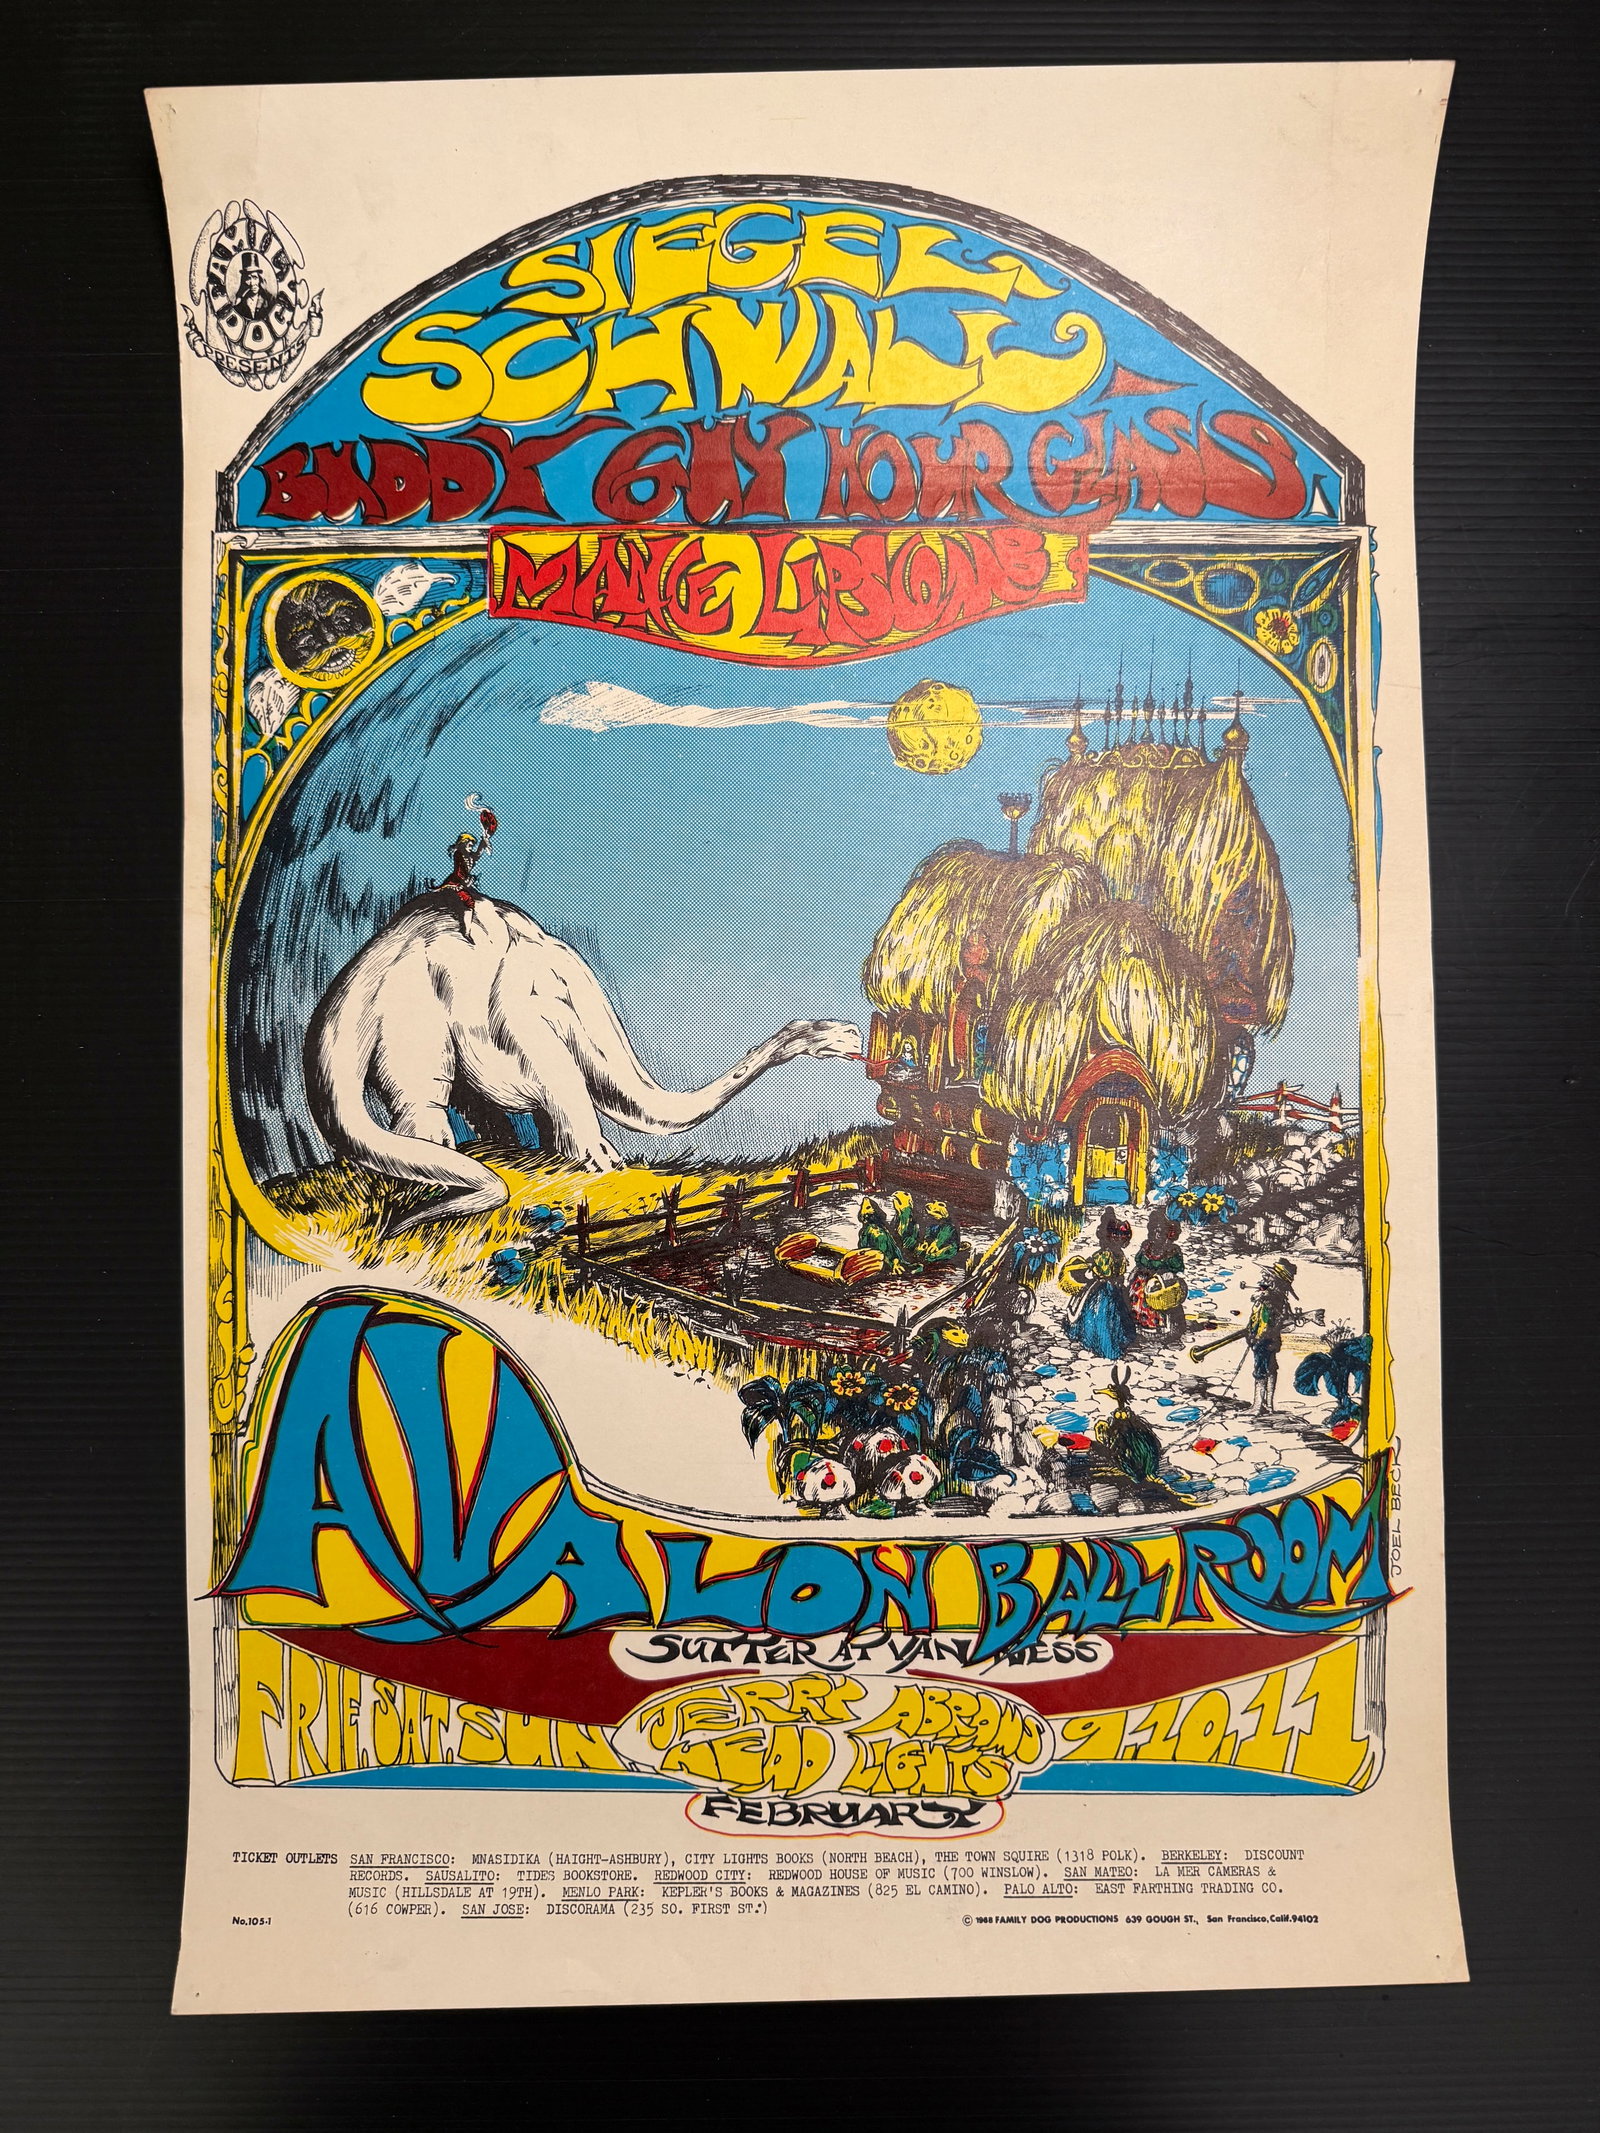 FAMILY DOG
PRESENTS
SIEGEL-
SCHWALL
BUDDY GUY HOUR GLASS
MANCE LIPSCOMB
AVALON BALLROOM
JOEL BECK
SUTTER AT VAN NESS
FRI. SAT. SUN JERRY ABRAMS 9.10.11
HEAD LIGHTS
FEBRUARY
TICKET OUTLETS SAN FRANCISCO: MNASIDIKA (HAIGHT-ASHBURY), CITY LIGHTS BOOKS (NORTH BEACH), THE TOWN SQUIRE (1318 POLK). BERKELEY: DISCOUNT
RECORDS. SAUSALITO: TIDES BOOKSTORE. REDWOOD CITY: REDWOOD HOUSE OF MUSIC (700 WINSLOW). SAN MATEO: LA MER CAMERAS &
MUSIC (HILLSDALE AT 19TH). MENLO PARK: KEPLER'S BOOKS & MAGAZINES (825 EL CAMINO). PALO ALTO: EAST FARTHING TRADING CO.
(616 COWPER). SAN JOSE: DISCORAMA (235 SO. FIRST ST.)
No.105-1 © 1968 FAMILY DOG PRODUCTIONS 639 GOUGH ST., San Francisco, Calif. 94102